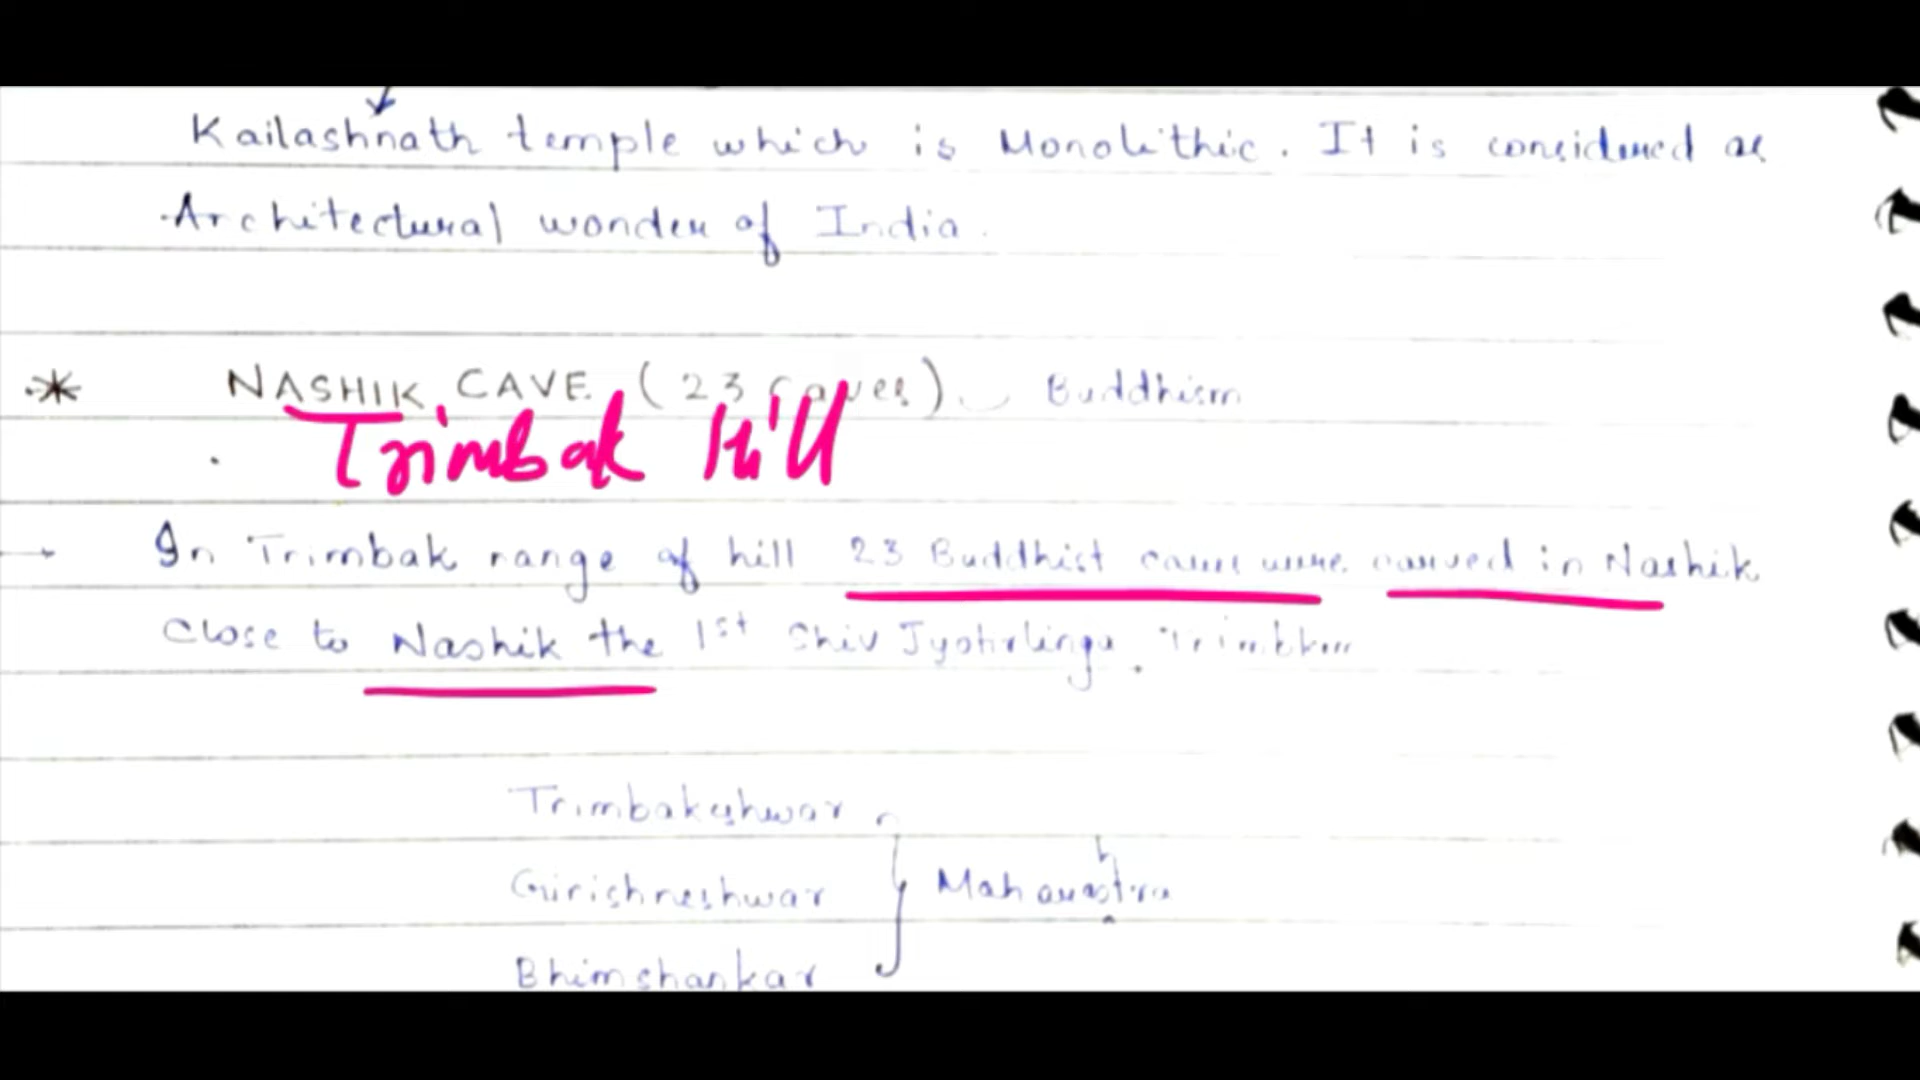 Kailashnath temple which is Monolithic. It is considered as
Architectural wonder of India.
* NASHIK CAVE (23 Caves) Buddhism
Trimbak Hill
→ In Trimbak range of hill 23 Buddhist caves were carved in Nashik
close to Nashik the 1st Shiv Jyotirlinga.
Trimbakeshwar
Girishneshwar } Maharastra
Bhimshankar